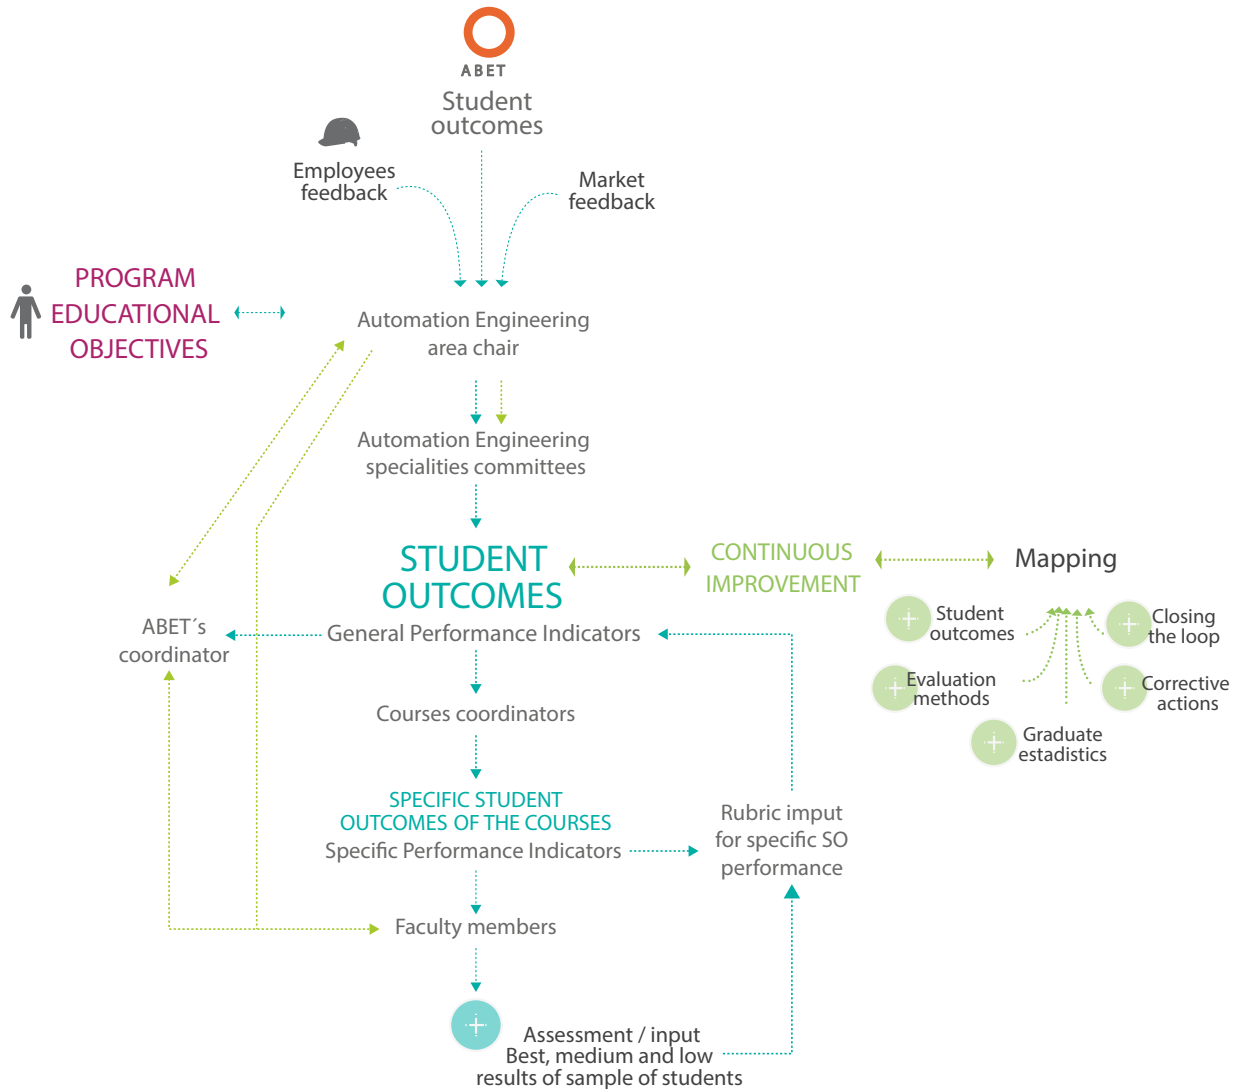 ABET
Student
outcomes
Employees
feedback
Market
feedback
PROGRAM
EDUCATIONAL
OBJECTIVES
Automation Engineering
area chair
Automation Engineering
specialities committees
STUDENT
OUTCOMES
General Performance Indicators
CONTINUOUS
IMPROVEMENT
Mapping
Student
outcomes
Closing
the loop
Evaluation
methods
Corrective
actions
Graduate
estadistics
ABET´s
coordinator
Courses coordinators
SPECIFIC STUDENT
OUTCOMES OF THE COURSES
Specific Performance Indicators
Rubric imput
for specific SO
performance
Faculty members
Assessment / input
Best, medium and low
results of sample of students